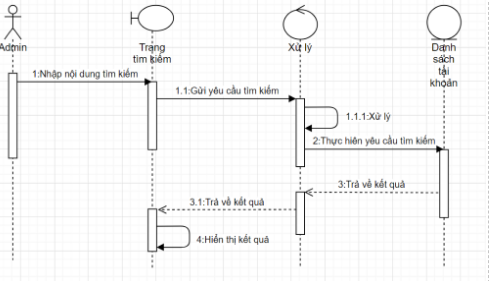 Admin
Trang
tìm kiếm
Xử lý
Danh
sách
tài
khoản
1:Nhập nội dung tìm kiếm
1.1:Gửi yêu cầu tìm kiếm
1.1.1:Xử lý
2:Thực hiện yêu cầu tìm kiếm
3:Trả về kết quả
3.1:Trả về kết quả
4:Hiển thị kết quả